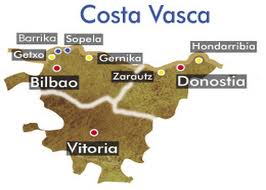 Costa Vasca
Barrika
Sopela
Hondarribia
Getxo
Gernika
Zarautz
Bilbao
Donostia
Vitoria